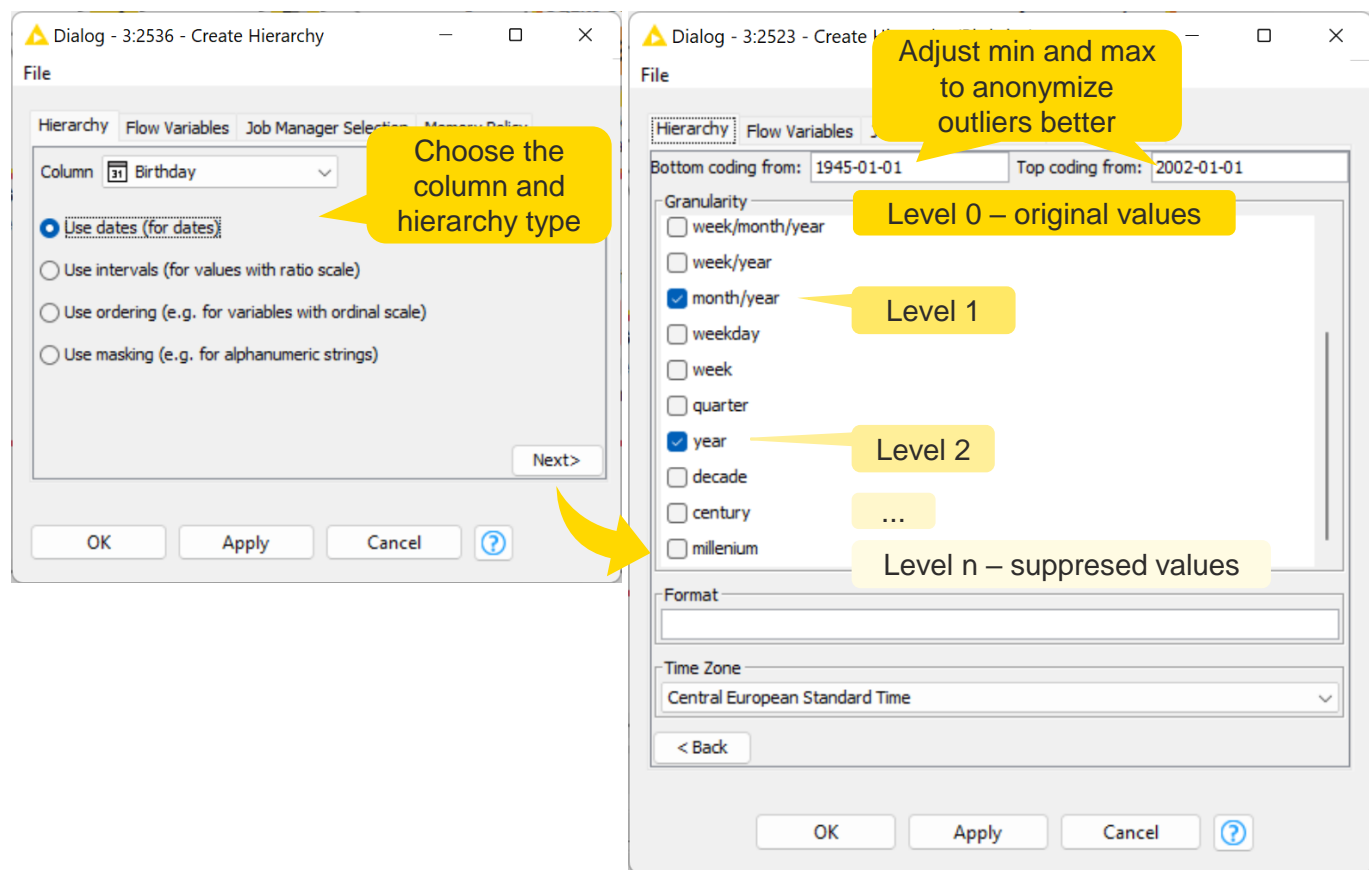 Dialog - 3:2536 - Create Hierarchy
File
Hierarchy Flow Variables Job Manager Selection Memory Policy
Column Birthday
Choose the
column and
hierarchy type
Use dates (for dates)
Use intervals (for values with ratio scale)
Use ordering (e.g. for variables with ordinal scale)
Use masking (e.g. for alphanumeric strings)
Next>
OK Apply Cancel ?
Dialog - 3:2523 - Create
File
Adjust min and max
to anonymize
outliers better
Hierarchy Flow Variables
Bottom coding from: 1945-01-01 Top coding from: 2002-01-01
Granularity
Level 0 – original values
week/month/year
week/year
month/year Level 1
weekday
week
quarter
year Level 2
decade
century ...
millenium Level n – suppresed values
Format
Time Zone
Central European Standard Time
< Back
OK Apply Cancel ?